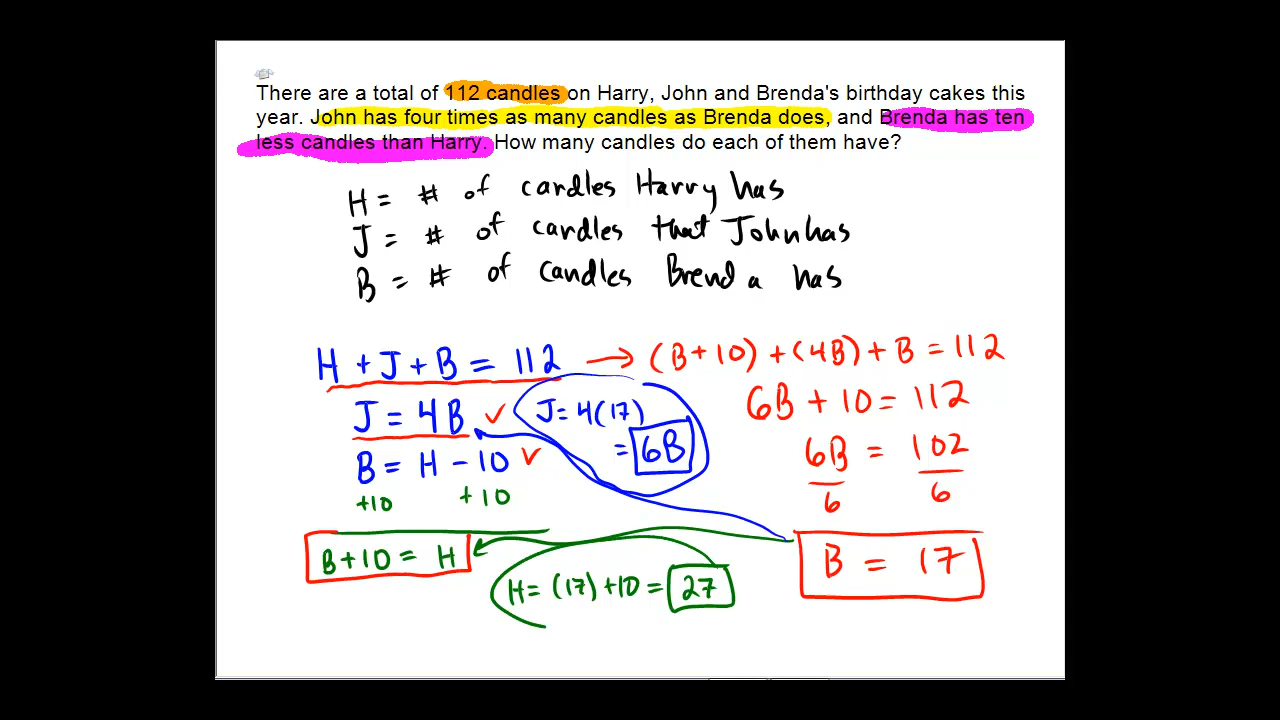 There are a total of 112 candles on Harry, John and Brenda's birthday cakes this
year. John has four times as many candles as Brenda does, and Brenda has ten
less candles than Harry. How many candles do each of them have?
H = # of candles Harry has
J = # of candles that John has
B = # of candles Brenda has
H + J + B = 112 → (B+10) + (4B) + B = 112
J = 4B ✓ J = 4(17) 6B + 10 = 112
= 6B
B = H - 10 ✓ 6B = 102
+10 +10 6 6
B+10 = H B = 17
H = (17) +10 = 27